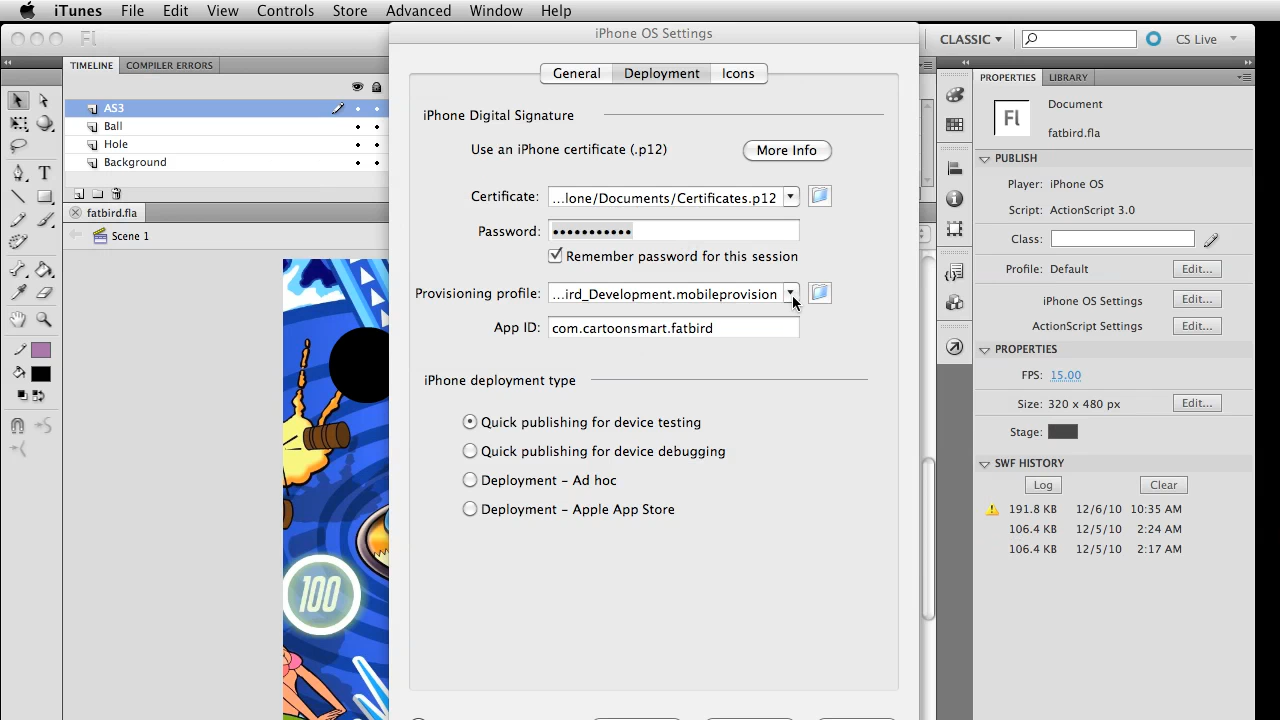 iTunes File Edit View Controls Store Advanced Window Help
iPhone OS Settings
Fl
CLASSIC
CS Live
TIMELINE COMPILER ERRORS
AS3
Ball
Hole
Background
fatbird.fla
Scene 1
100
General Deployment Icons
iPhone Digital Signature
Use an iPhone certificate (.p12)
More Info
Certificate: ...lone/Documents/Certificates.p12
Password: •••••••••••
Remember password for this session
Provisioning profile: ...ird_Development.mobileprovision
App ID: com.cartoonsmart.fatbird
iPhone deployment type
Quick publishing for device testing
Quick publishing for device debugging
Deployment - Ad hoc
Deployment - Apple App Store
PROPERTIES LIBRARY
Fl
Document
fatbird.fla
PUBLISH
Player: iPhone OS
Script: ActionScript 3.0
Class:
Profile: Default Edit...
iPhone OS Settings Edit...
ActionScript Settings Edit...
PROPERTIES
FPS: 15.00
Size: 320 x 480 px Edit...
Stage:
SWF HISTORY
Log Clear
191.8 KB 12/6/10 10:35 AM
106.4 KB 12/5/10 2:24 AM
106.4 KB 12/5/10 2:17 AM